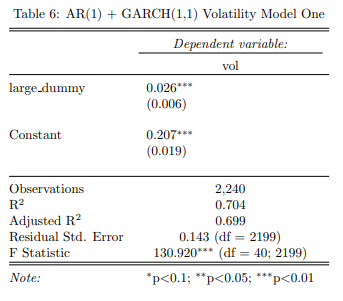 Table 6: AR(1) + GARCH(1,1) Volatility Model One
Dependent variable:
vol
large_dummy 0.026***
(0.006)
Constant 0.207***
(0.019)
Observations 2,240
R² 0.704
Adjusted R² 0.699
Residual Std. Error 0.143 (df = 2199)
F Statistic 130.920*** (df = 40; 2199)
Note: *p<0.1; **p<0.05; ***p<0.01